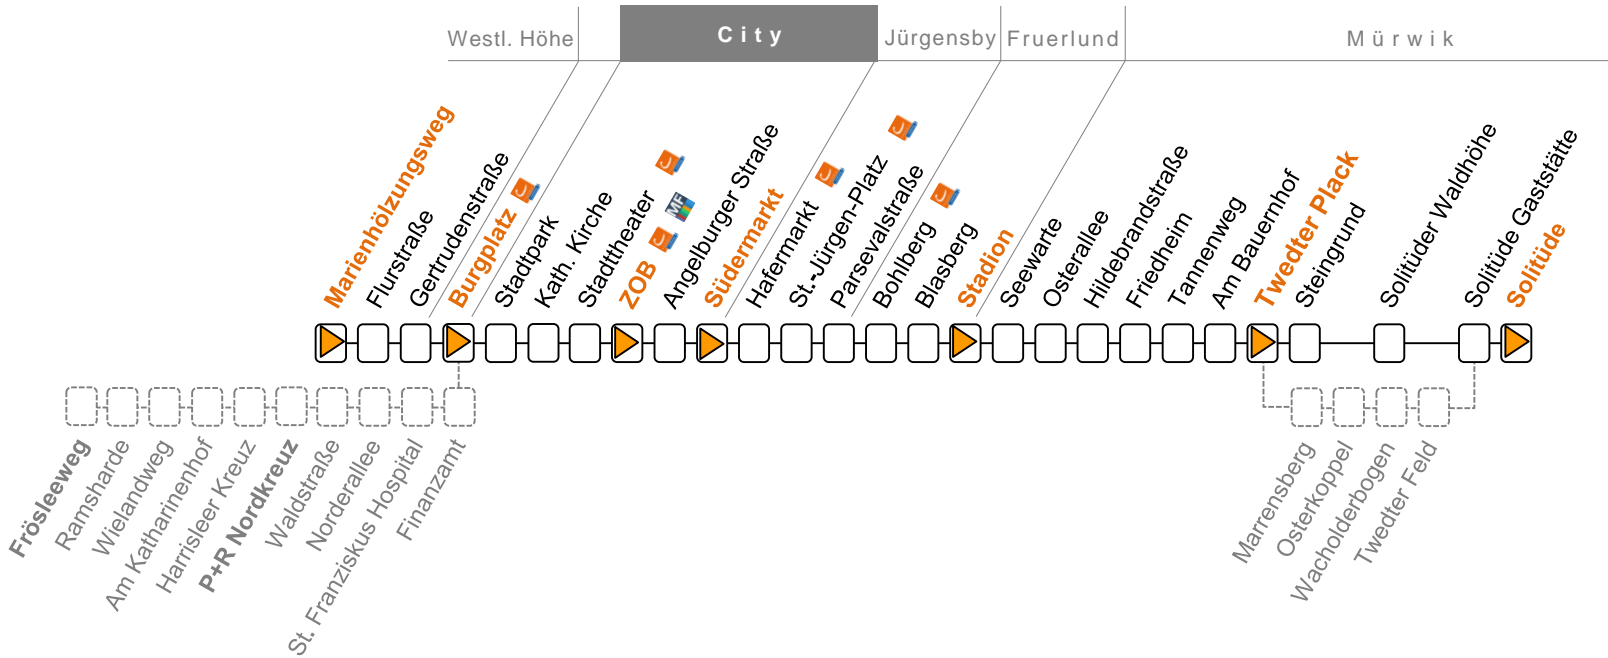 Westl. Höhe
City
Jürgensby
Fruerlund
Mürwik
Marienhölzungsweg
Flurstraße
Gertrudenstraße
Burgplatz
Stadtpark
Kath. Kirche
Stadttheater
ZOB
MF
Angelburger Straße
Südermarkt
Hafermarkt
St.-Jürgen-Platz
Parsevalstraße
Bohlberg
Blasberg
Stadion
Seewarte
Osterallee
Hildebrandstraße
Friedheim
Tannenweg
Am Bauernhof
Twedter Plack
Steingrund
Solitüder Waldhöhe
Solitüde Gaststätte
Solitüde
Frösleeweg
Ramsharde
Wielandweg
Am Katharinenhof
Harrisleer Kreuz
P+R Nordkreuz
Waldstraße
Norderallee
St. Franziskus Hospital
Finanzamt
Marrensberg
Osterkoppel
Wacholderbogen
Twedter Feld